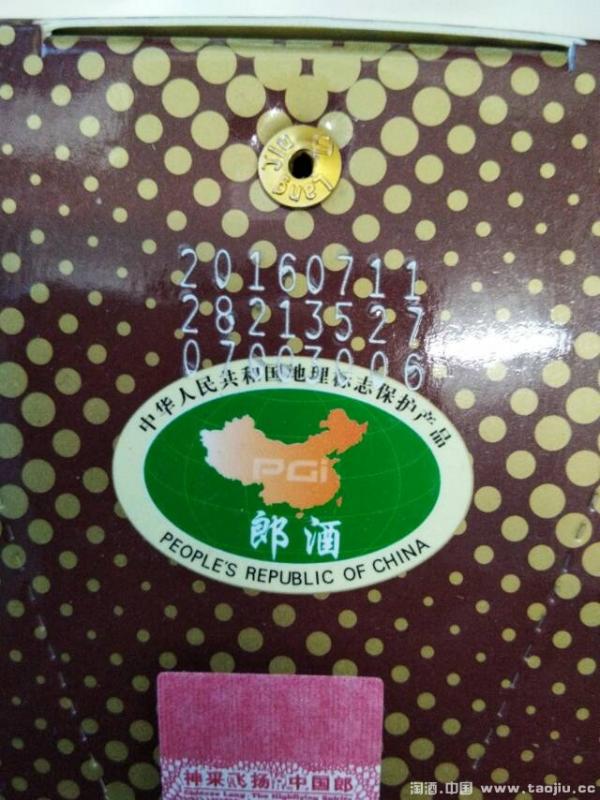 Lang Jiu
20160711
28213527
07003006
中华人民共和国地理标志保护产品
PGI
郎酒
PEOPLE'S REPUBLIC OF CHINA
神采飞扬·中国郎
淘酒.中国 www.taojiu.cc